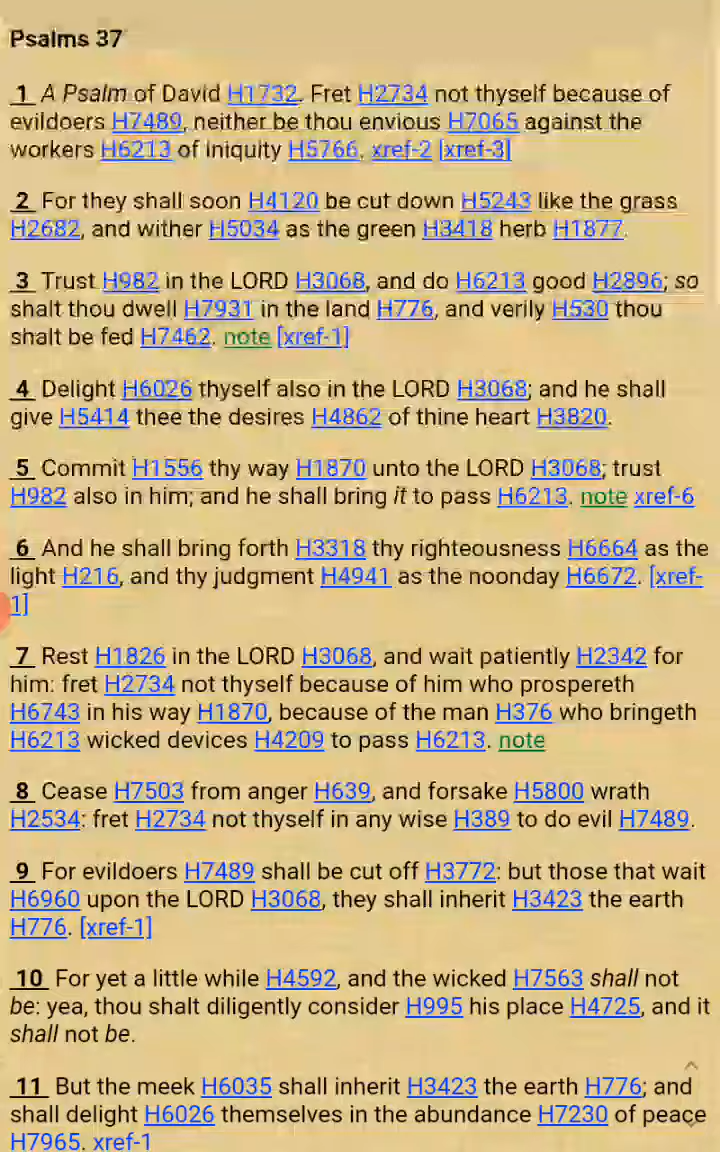 Psalms 37
1 A Psalm of David H1732. Fret H2734 not thyself because of
evildoers H7489, neither be thou envious H7065 against the
workers H6213 of iniquity H5766. xref-2 [xref-3]
2 For they shall soon H4120 be cut down H5243 like the grass
H2682, and wither H5034 as the green H3418 herb H1877.
3 Trust H982 in the LORD H3068, and do H6213 good H2896; so
shalt thou dwell H7931 in the land H776, and verily H530 thou
shalt be fed H7462. note [xref-1]
4 Delight H6026 thyself also in the LORD H3068; and he shall
give H5414 thee the desires H4862 of thine heart H3820.
5 Commit H1556 thy way H1870 unto the LORD H3068; trust
H982 also in him; and he shall bring it to pass H6213. note xref-6
6 And he shall bring forth H3318 thy righteousness H6664 as the
light H216, and thy judgment H4941 as the noonday H6672. [xref-
1]
7 Rest H1826 in the LORD H3068, and wait patiently H2342 for
him: fret H2734 not thyself because of him who prospereth
H6743 in his way H1870, because of the man H376 who bringeth
H6213 wicked devices H4209 to pass H6213. note
8 Cease H7503 from anger H639, and forsake H5800 wrath
H2534: fret H2734 not thyself in any wise H389 to do evil H7489.
9 For evildoers H7489 shall be cut off H3772: but those that wait
H6960 upon the LORD H3068, they shall inherit H3423 the earth
H776. [xref-1]
10 For yet a little while H4592, and the wicked H7563 shall not
be: yea, thou shalt diligently consider H995 his place H4725, and it
shall not be.
11 But the meek H6035 shall inherit H3423 the earth H776; and
shall delight H6026 themselves in the abundance H7230 of peace
H7965. xref-1